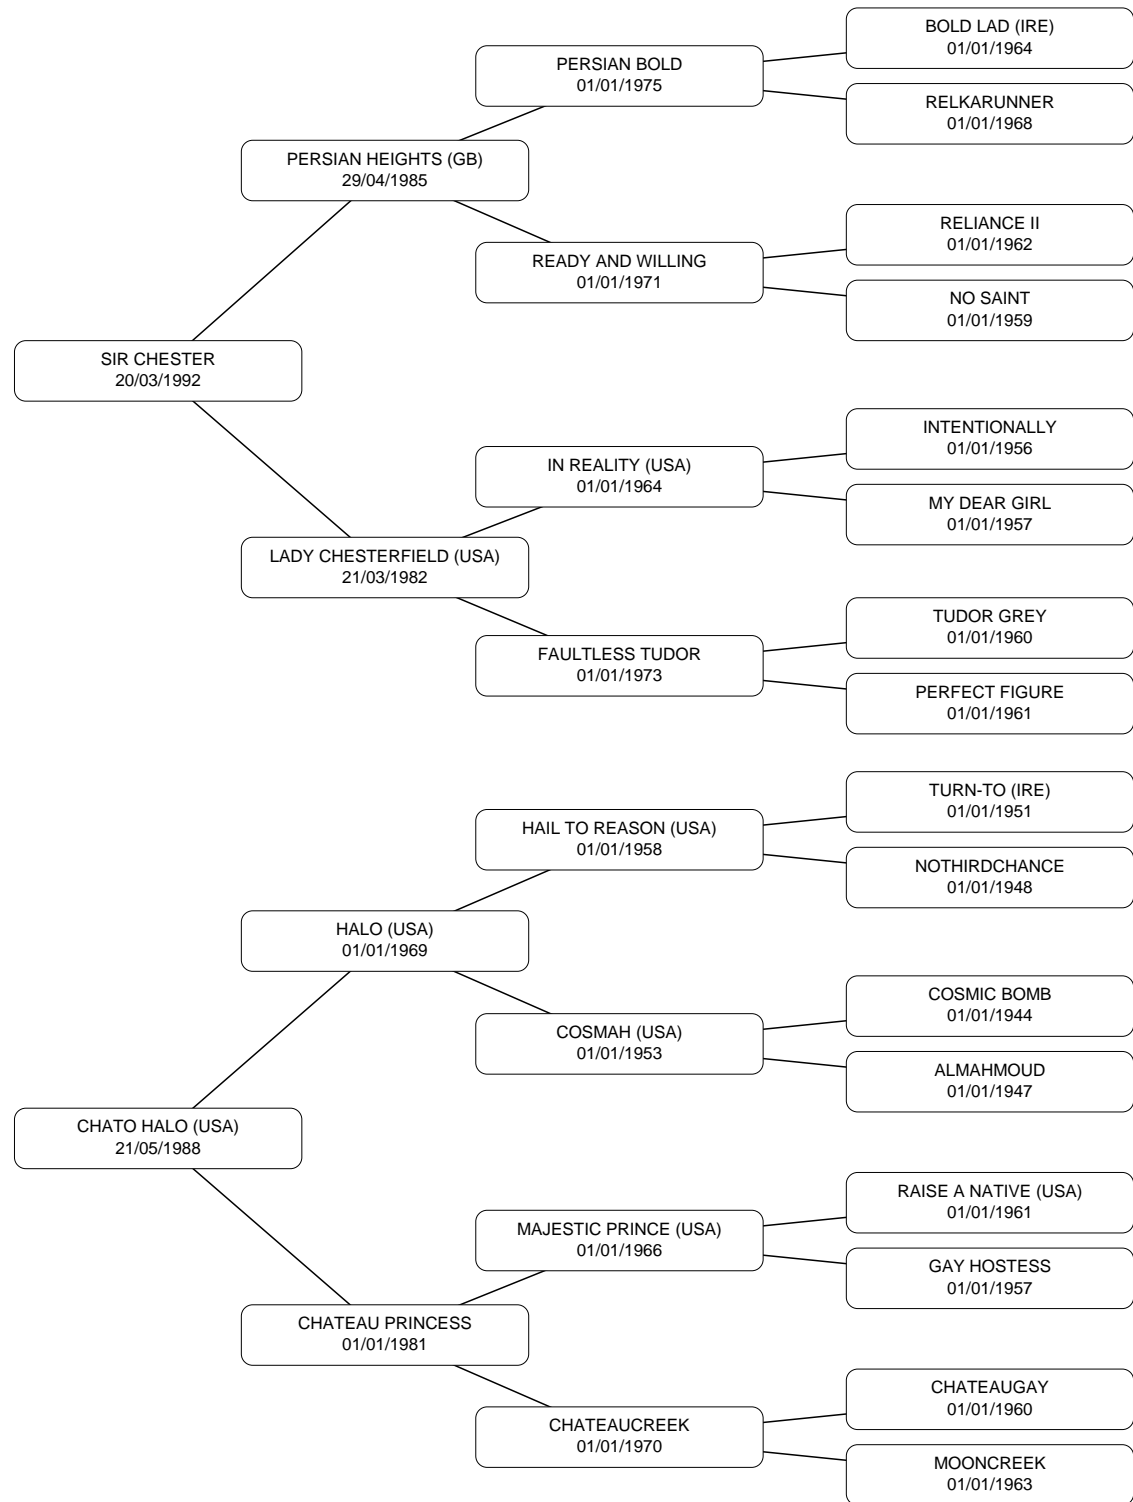 BOLD LAD (IRE)
01/01/1964
PERSIAN BOLD
01/01/1975
RELKARUNNER
01/01/1968
PERSIAN HEIGHTS (GB)
29/04/1985
RELIANCE II
01/01/1962
READY AND WILLING
01/01/1971
NO SAINT
01/01/1959
SIR CHESTER
20/03/1992
INTENTIONALLY
01/01/1956
IN REALITY (USA)
01/01/1964
MY DEAR GIRL
01/01/1957
LADY CHESTERFIELD (USA)
21/03/1982
TUDOR GREY
01/01/1960
FAULTLESS TUDOR
01/01/1973
PERFECT FIGURE
01/01/1961
TURN-TO (IRE)
01/01/1951
HAIL TO REASON (USA)
01/01/1958
NOTHIRDCHANCE
01/01/1948
HALO (USA)
01/01/1969
COSMIC BOMB
01/01/1944
COSMAH (USA)
01/01/1953
ALMAHMOUD
01/01/1947
CHATO HALO (USA)
21/05/1988
RAISE A NATIVE (USA)
01/01/1961
MAJESTIC PRINCE (USA)
01/01/1966
GAY HOSTESS
01/01/1957
CHATEAU PRINCESS
01/01/1981
CHATEAUGAY
01/01/1960
CHATEAUCREEK
01/01/1970
MOONCREEK
01/01/1963